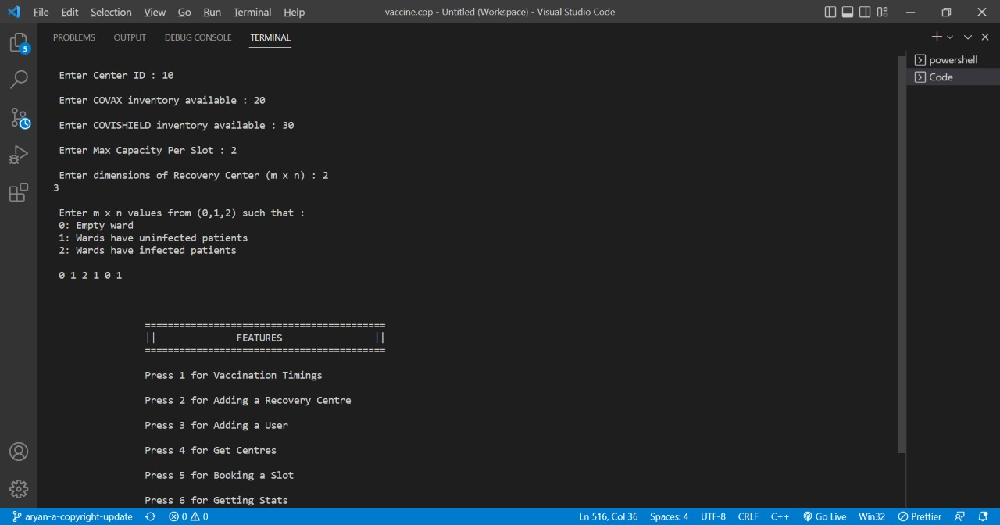 File Edit Selection View Go Run Terminal Help vaccine.cpp - Untitled (Workspace) - Visual Studio Code
PROBLEMS OUTPUT DEBUG CONSOLE TERMINAL
5
powershell
Code
Enter Center ID : 10
Enter COVAX inventory available : 20
Enter COVISHIELD inventory available : 30
Enter Max Capacity Per Slot : 2
Enter dimensions of Recovery Center (m x n) : 2
3
Enter m x n values from (0,1,2) such that :
0: Empty ward
1: Wards have uninfected patients
2: Wards have infected patients
0 1 2 1 0 1
==========================================
|| FEATURES ||
==========================================
Press 1 for Vaccination Timings
Press 2 for Adding a Recovery Centre
Press 3 for Adding a User
Press 4 for Get Centres
Press 5 for Booking a Slot
Press 6 for Getting Stats
aryan-a-copyright-update 0 0 Ln 516, Col 36 Spaces: 4 UTF-8 CRLF C++ Go Live Win32 Prettier